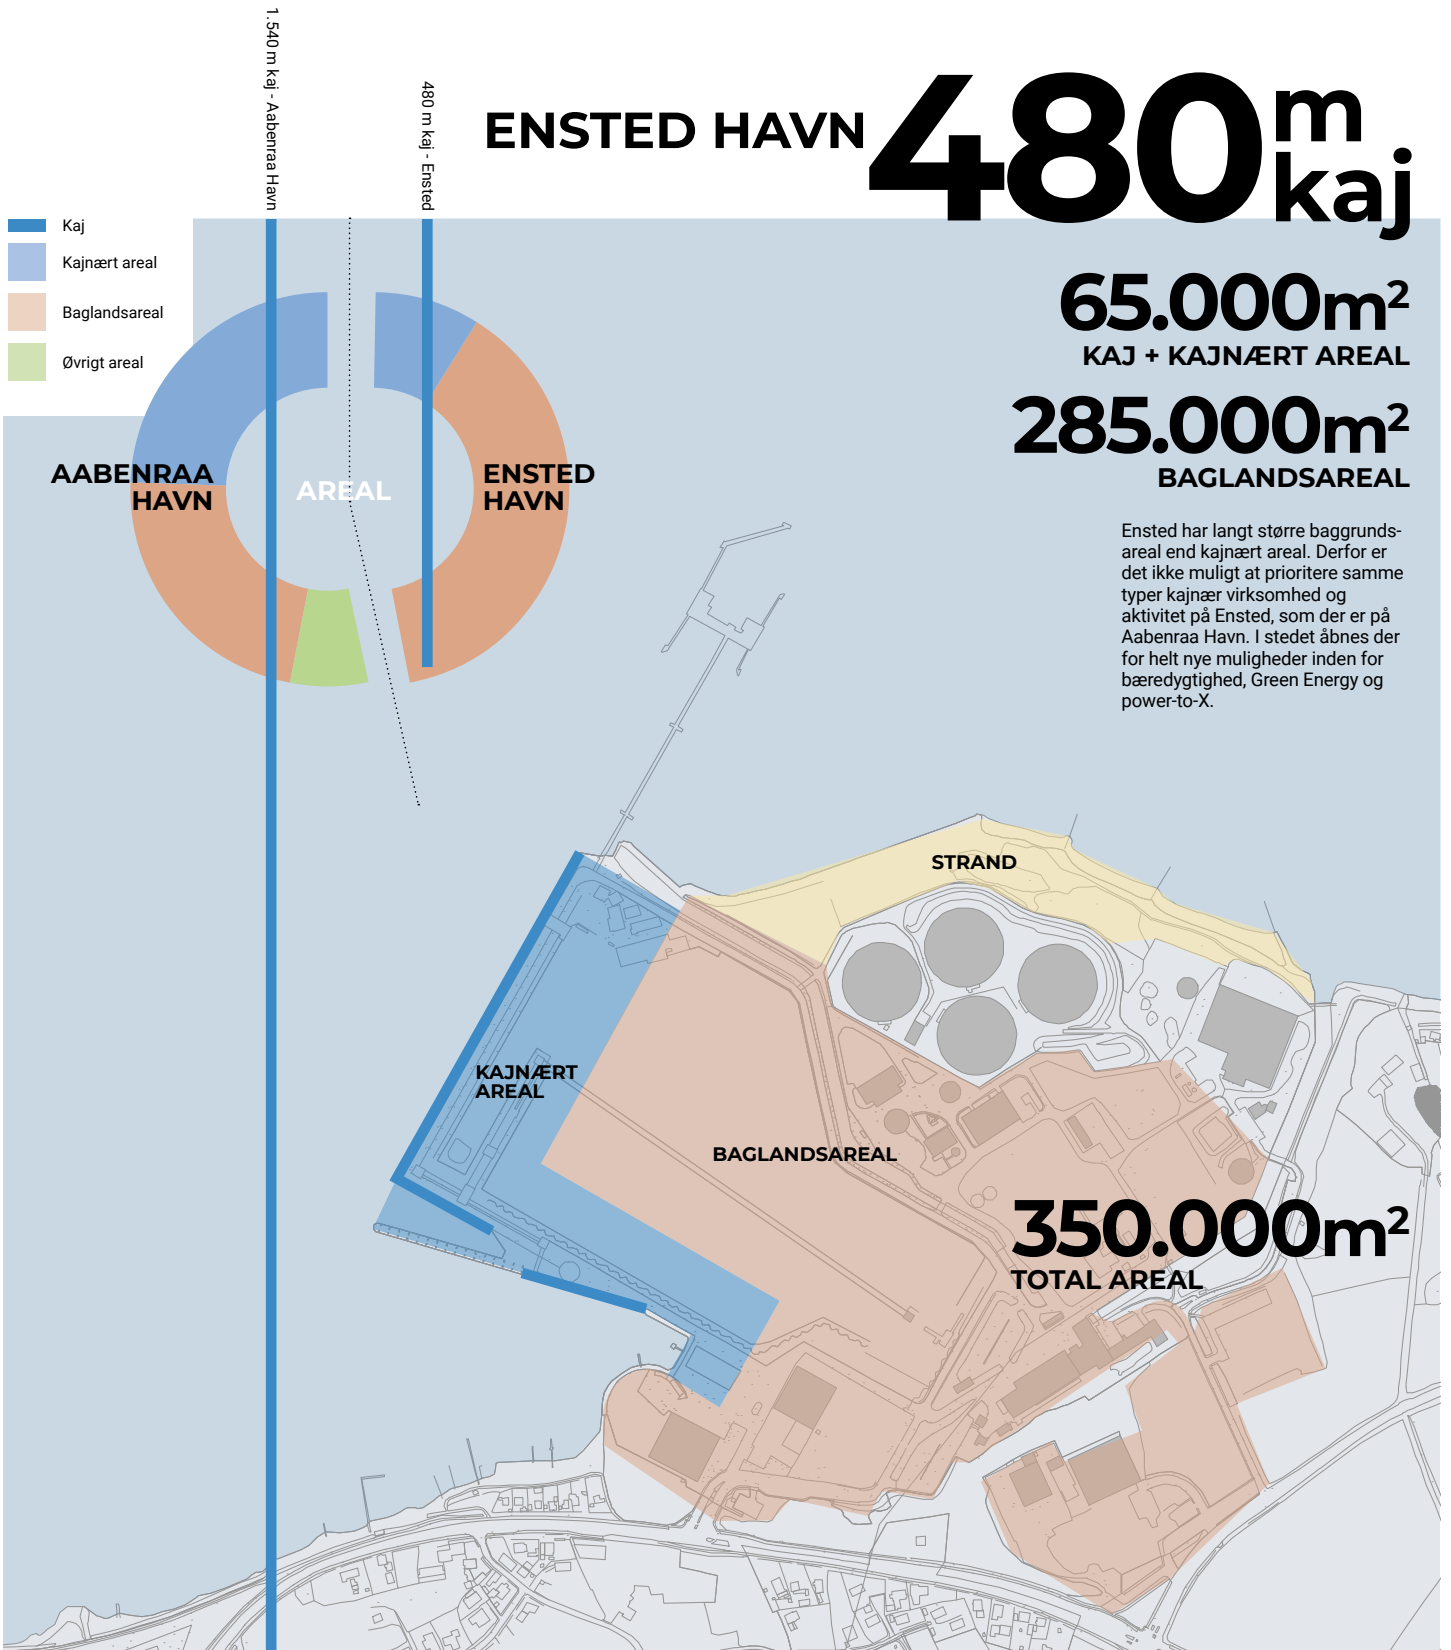 1.540 m kaj - Aabenraa Havn
480 m kaj - Ensted
ENSTED HAVN 480 m kaj
Kaj
Kajnært areal
Baglandsareal
Øvrigt areal
65.000m²
KAJ + KAJNÆRT AREAL
285.000m²
BAGLANDSAREAL
AABENRAA
HAVN
AREAL
ENSTED
HAVN
Ensted har langt større baggrunds-
areal end kajnært areal. Derfor er
det ikke muligt at prioritere samme
typer kajnær virksomhed og
aktivitet på Ensted, som der er på
Aabenraa Havn. I stedet åbnes der
for helt nye muligheder inden for
bæredygtighed, Green Energy og
power-to-X.
STRAND
KAJNÆRT
AREAL
BAGLANDSAREAL
350.000m²
TOTAL AREAL